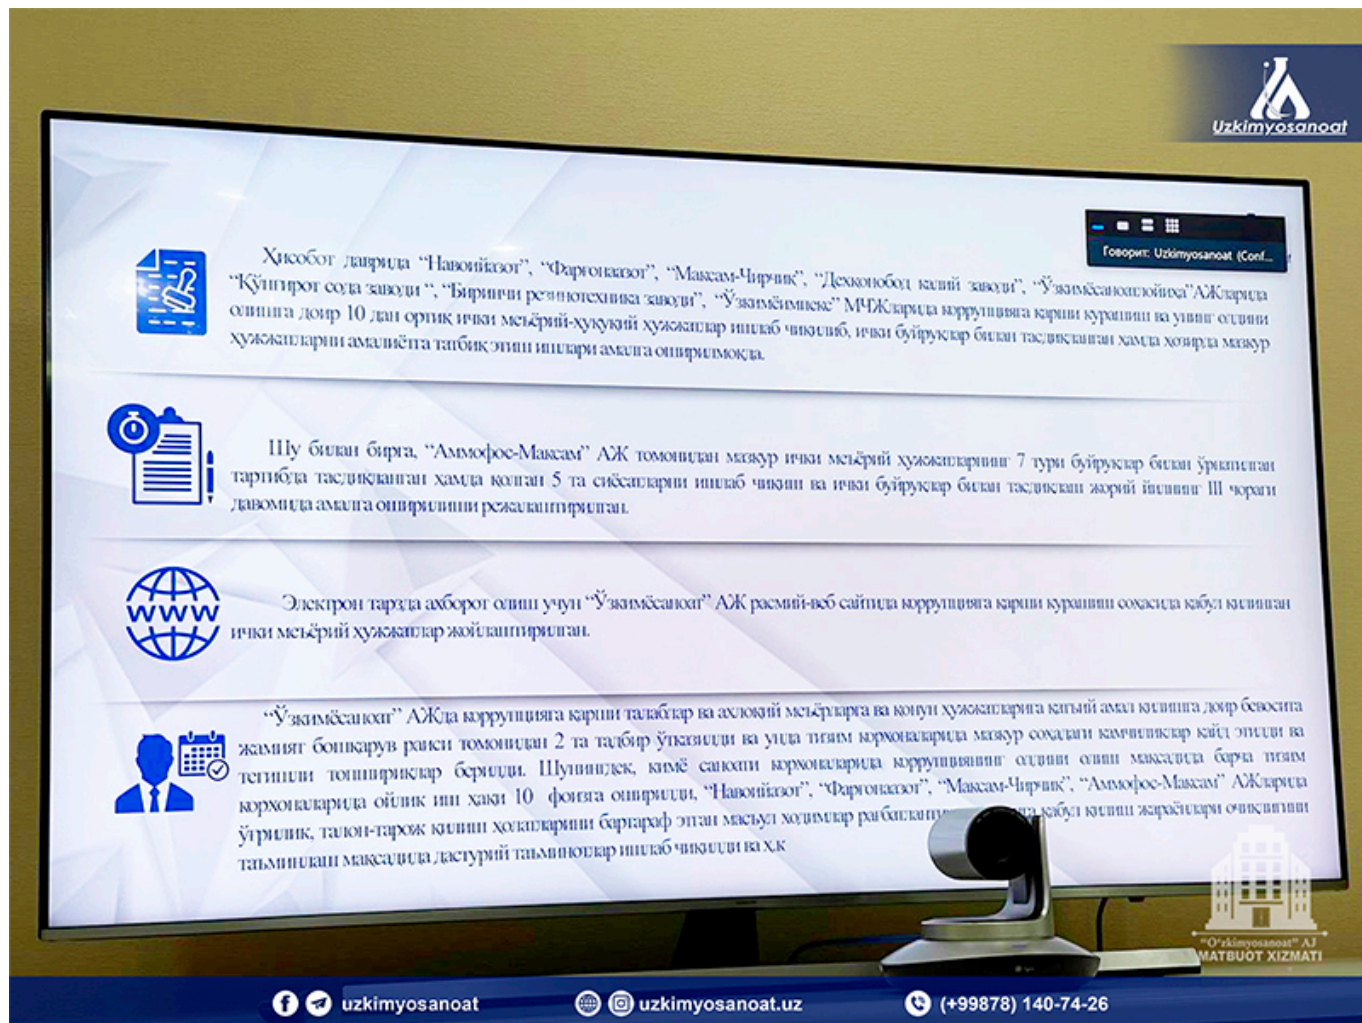 Uzkimyosanoat
Говорит: Uzkimyosanoat (Conf...
Ҳисобот даврида “Навоийазот”, “Фарғонаазот”, “Максам-Чирчиқ”, “Дехқонобод калий заводи”, “Ўзкимёсаноатлойиҳа”АЖларида
“Қўнғирот сода заводи “, “Биринчи резинотехника заводи”, “Ўзкимёимпекс” МЧЖларида коррупцияга қарши курашиш ва унинг олдини
олишга доир 10 дан ортиқ ички меъёрий-ҳуқуқий ҳужжатлар ишлаб чиқилиб, ички буйруқлар билан тасдиқланган ҳамда ҳозирда мазкур
ҳужжатларни амалиётга татбиқ этиш ишлари амалга оширилмоқда.
Шу билан бирга, “Аммофос-Максам” АЖ томонидан мазкур ички меъёрий ҳужжатларнинг 7 тури буйруқлар билан ўрнатилган
тартибда тасдиқланган ҳамда қолган 5 та сиёсатларни ишлаб чиқиш ва ички буйруқлар билан тасдиқлаш жорий йилнинг III чораги
давомида амалга оширилиши режалаштирилган.
WWW
Электрон тарзда ахборот олиш учун “Ўзкимёсаноат” АЖ расмий-веб сайтида коррупцияга қарши курашиш соҳасида қабул қилинган
ички меъёрий ҳужжатлар жойлаштирилган.
“Ўзкимёсаноат” АЖда коррупцияга қарши талаблар ва ахлоқий меъёрларга ва қонун ҳужжатларига қатъий амал қилишга доир бевосита
жамият бошқарув раиси томонидан 2 та тадбир ўтказилди ва унда тизим корхоналарида мазкур соҳадаги камчиликлар қайд этилди ва
тегишли топшириқлар берилди. Шунингдек, кимё саноати корхоналарида коррупциянинг олдини олиш мақсадида барча тизим
корхоналарида ойлик иш ҳақи 10 фоизга оширилди, “Навоийазот”, “Фарғонаазот”, “Максам-Чирчиқ”, “Аммофос-Максам” АЖларида
ўғрилик, талон-тарож қилиш ҳолатларини бартараф этган масъул ходимлар қабул қилиш жараёнлари очиқлигини
таъминлаш мақсадида дастурий таъминотлар ишлаб чиқилди ва ҳ.к
"O'zkimyosanoat" AJ
MATBUOT XIZMATI
uzkimyosanoat
uzkimyosanoat.uz
(+99878) 140-74-26